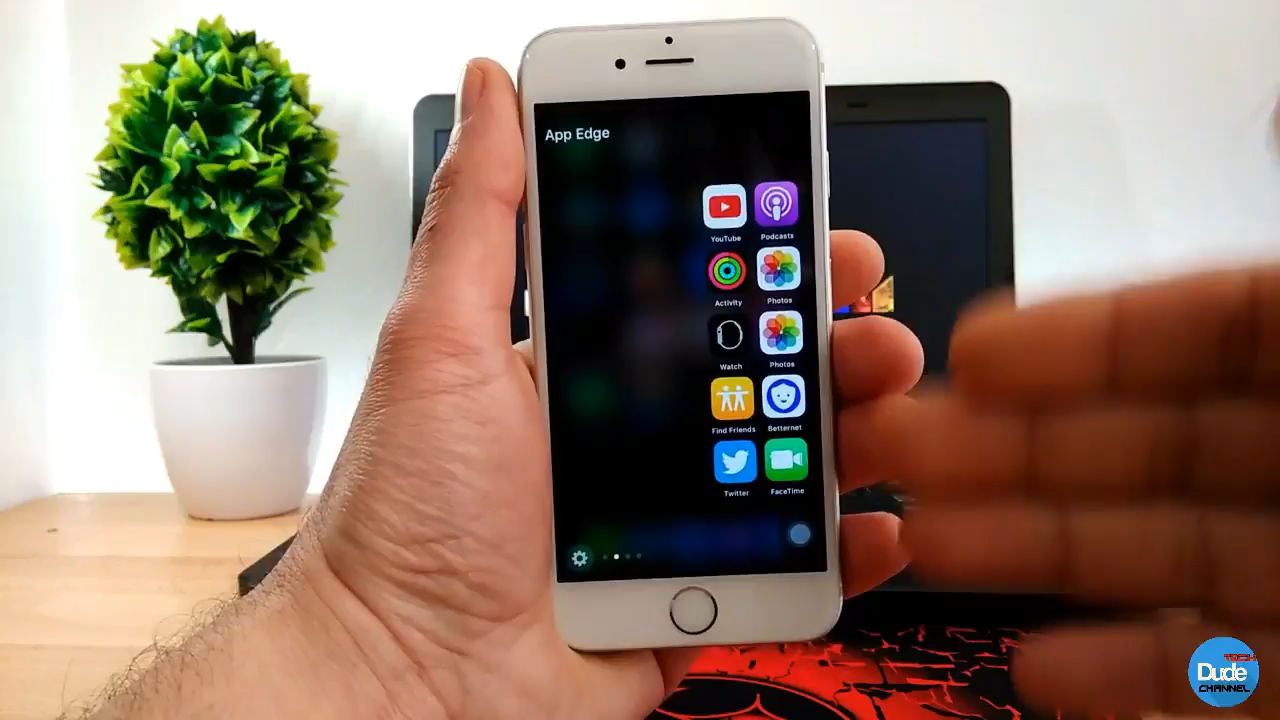 App Edge
YouTube
Podcasts
Activity
Photos
Watch
Photos
Find Friends
Betternet
Twitter
FaceTime
TECH
Dude
CHANNEL